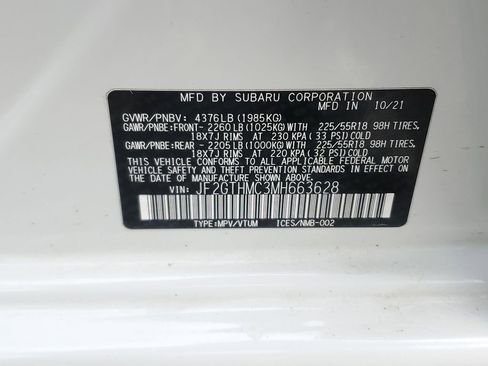 MFD BY SUBARU CORPORATION
IN JAPAN 10/21
GVWR/PNBV: 4376LB (1985KG)
GAWR/PNBE:FRONT- 2260LB (1025KG)WITH 225/55R18 98H TIRES,
18X7J RIMS AT 230 KPA ( 33 PSI)COLD
GAWR/PNBE:REAR - 2205LB (1000KG)WITH 225/55R18 98H TIRES,
18X7J RIMS AT 220 KPA ( 32 PSI)COLD
THIS VEHICLE CONFORMS TO ALL APPLICABLE FEDERAL MOTOR
VEHICLE SAFETY AND THEFT PREVENTION STANDARDS IN
EFFECT ON THE DATE OF MANUFACTURE SHOWN ABOVE.
VIN: JF2GTHMC3MH663628
TYPE:MPV/VTUM ICES/NMB-002